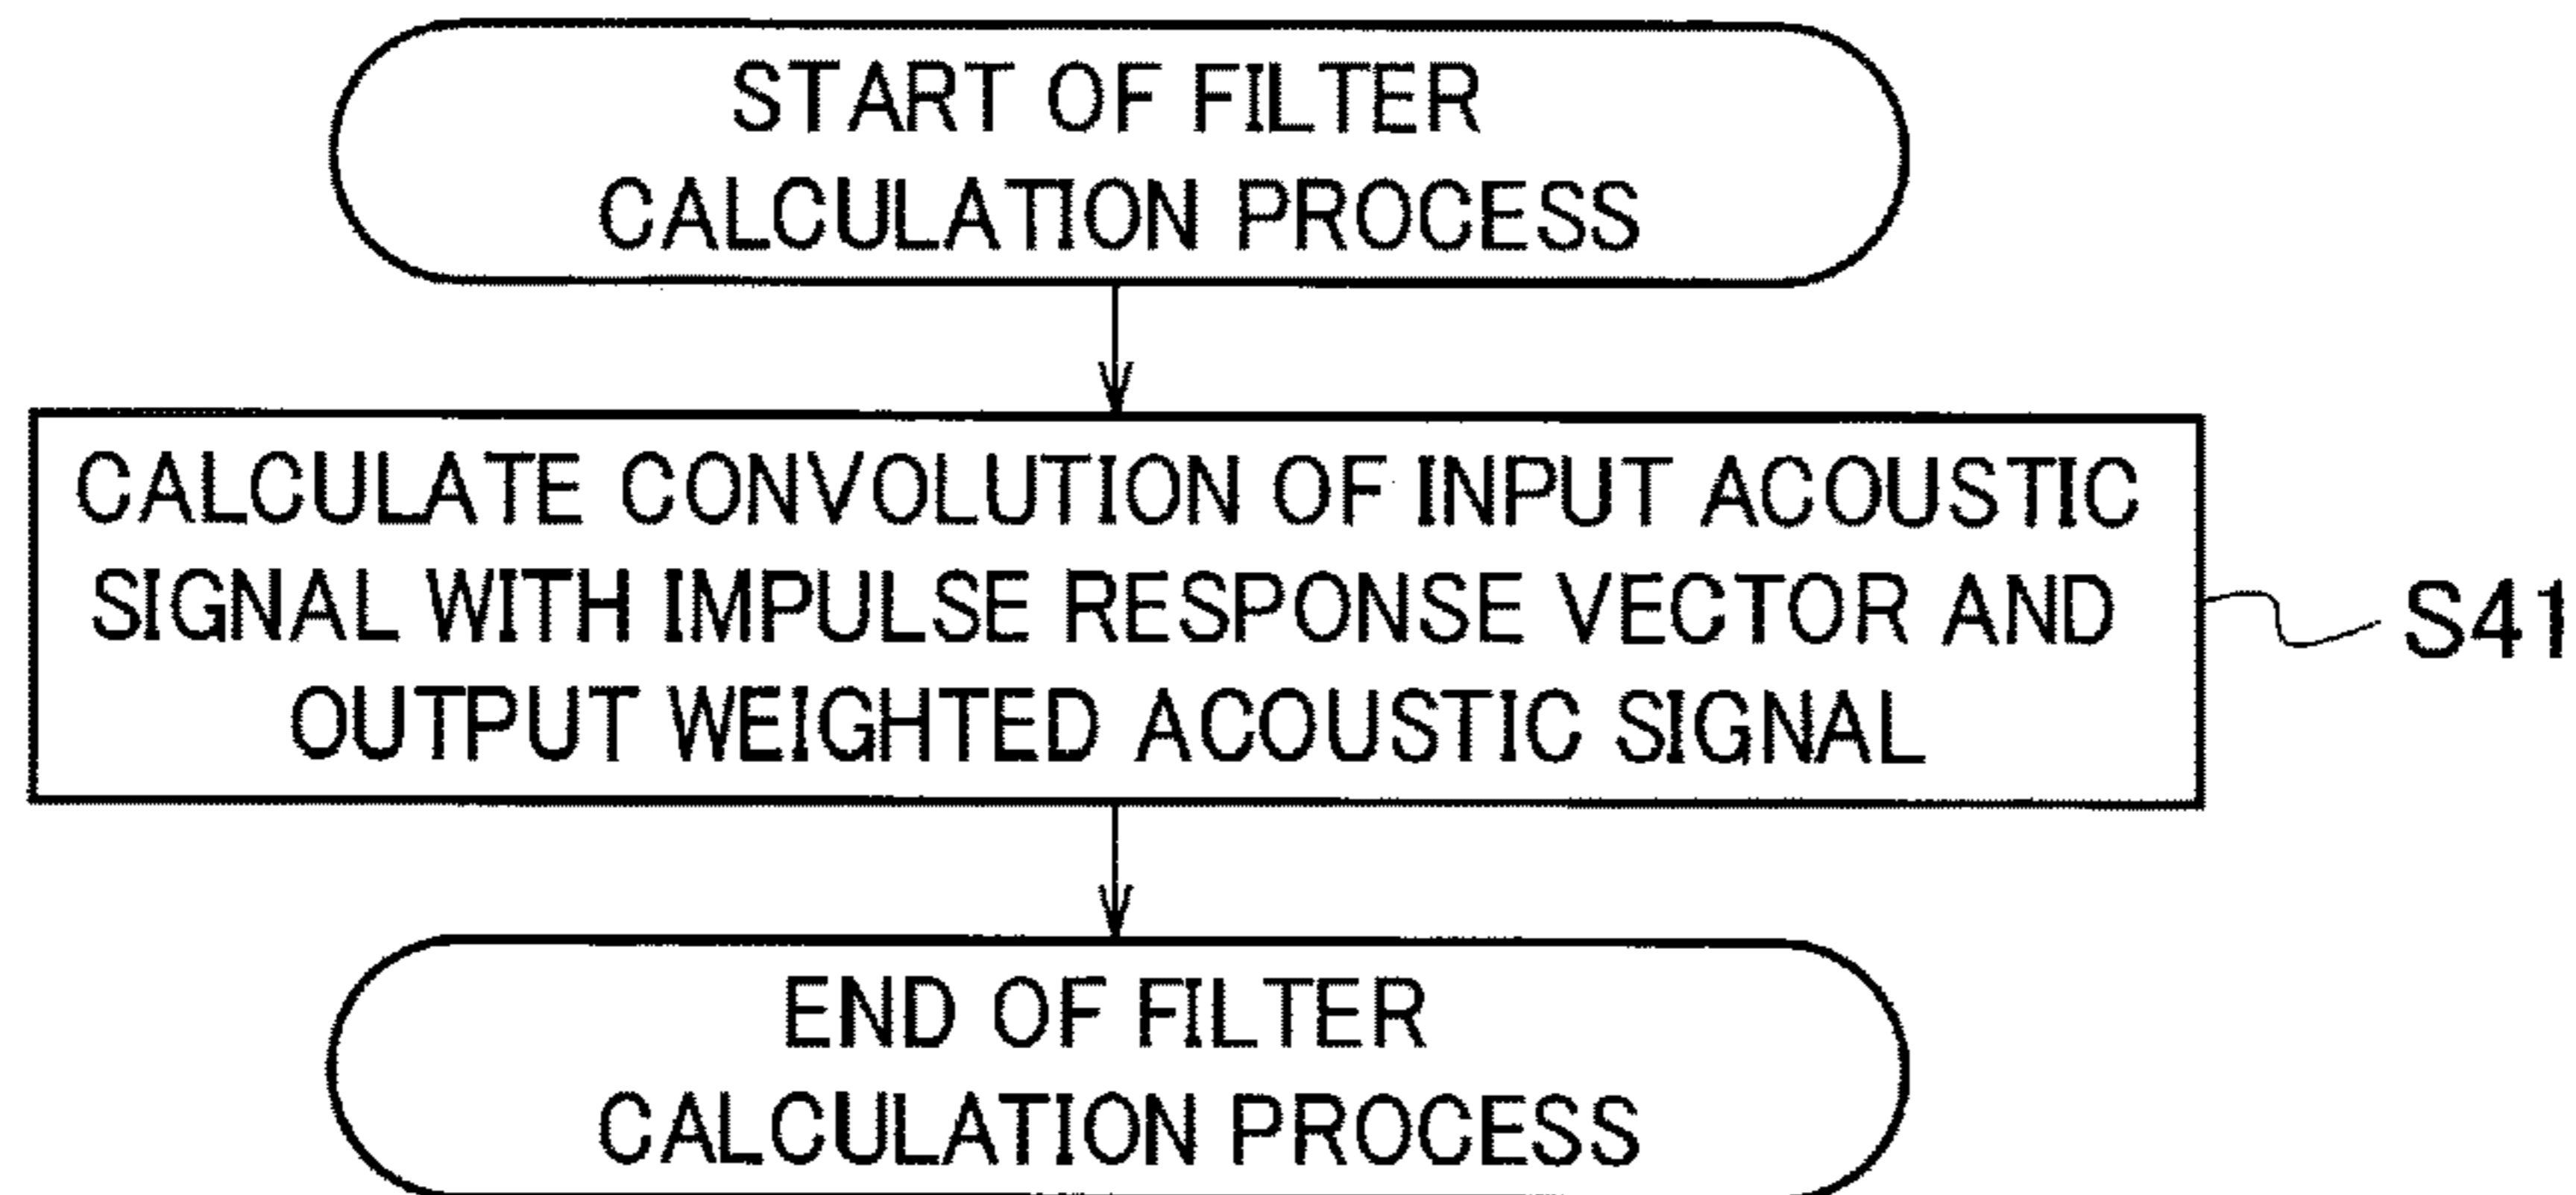 START OF FILTER
CALCULATION PROCESS
CALCULATE CONVOLUTION OF INPUT ACOUSTIC
SIGNAL WITH IMPULSE RESPONSE VECTOR AND
OUTPUT WEIGHTED ACOUSTIC SIGNAL
S41
END OF FILTER
CALCULATION PROCESS